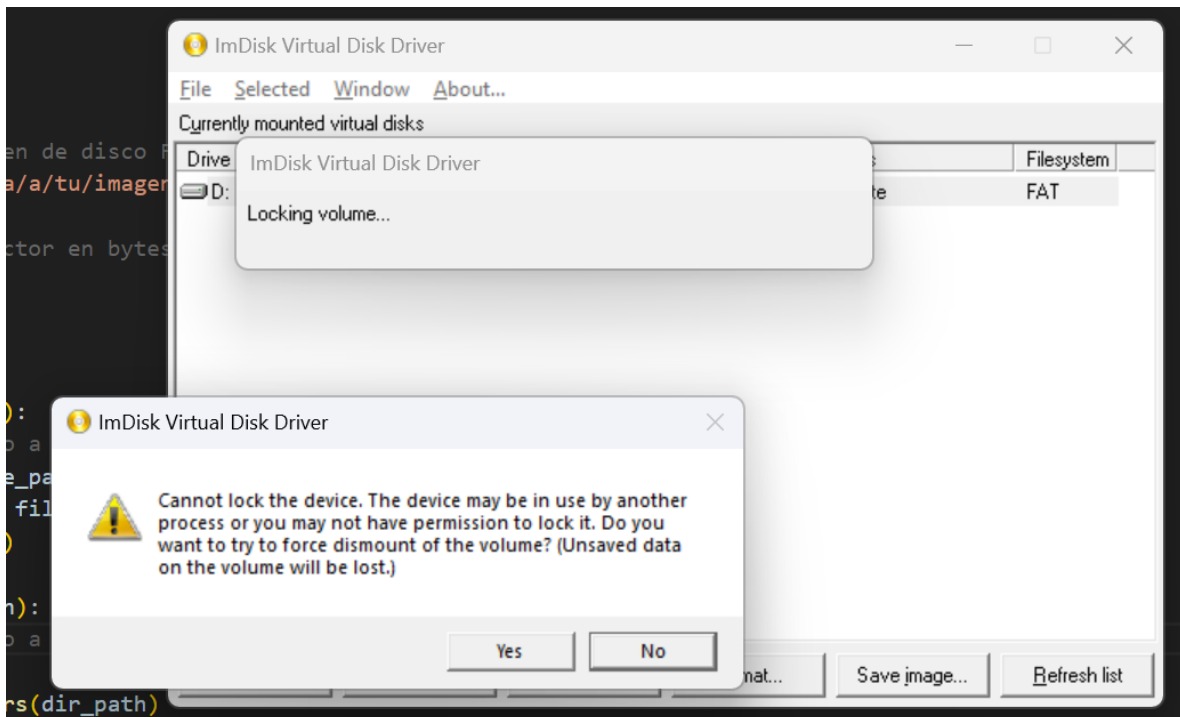 ImDisk Virtual Disk Driver
File Selected Window About...
Currently mounted virtual disks
en de disco
Drive
ImDisk Virtual Disk Driver
Filesystem
a/a/tu/imagen
D:
FAT
Locking volume...
ctor en bytes
):
ImDisk Virtual Disk Driver
o a
e_pa
fil
)
Cannot lock the device. The device may be in use by another
process or you may not have permission to lock it. Do you
want to try to force dismount of the volume? (Unsaved data
on the volume will be lost.)
n):
o a
Yes No
mat... Save image... Refresh list
rs(dir_path)